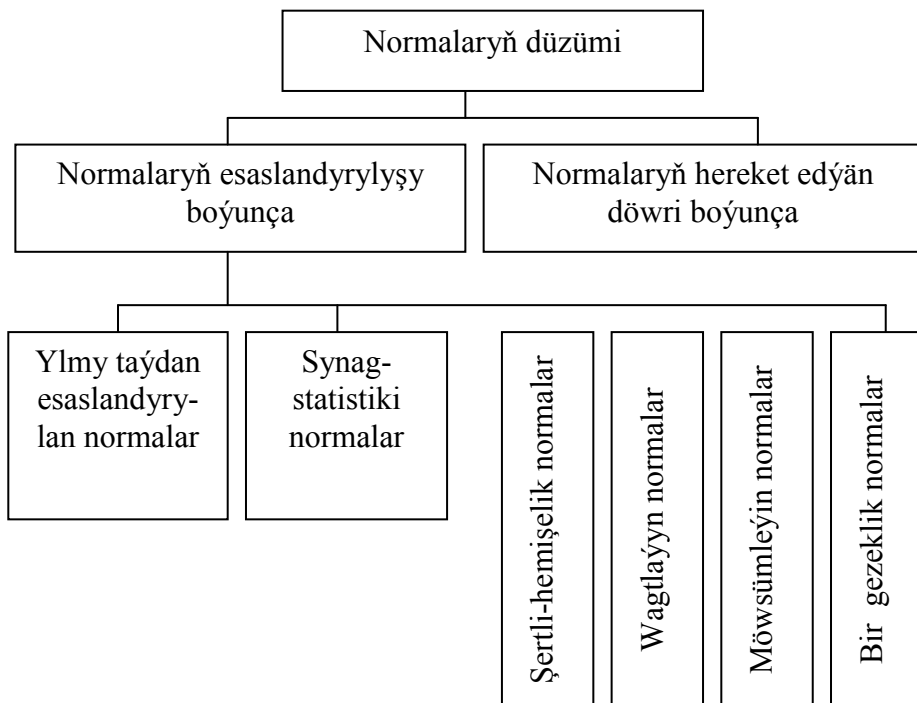 Normalaryň düzümi
Normalaryň esaslandyrylyşy
boýunça
Normalaryň hereket edýän
döwri boýunça
Ylmy taýdan
esaslandyry-
lan normalar
Synag-
statistiki
normalar
Şertli-hemişelik normalar
Wagtlaýyn normalar
Möwsümleýin normalar
Bir gezeklik normalar